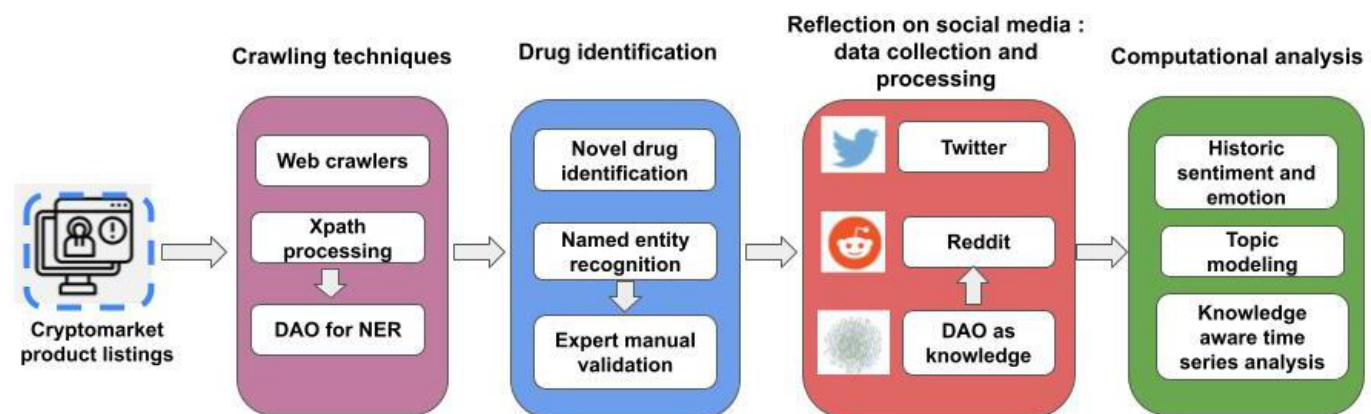 Crawling techniques
Drug identification
Reflection on social media :
data collection and
processing
Computational analysis
Cryptomarket
product listings
Web crawlers
Xpath
processing
DAO for NER
Novel drug
identification
Named entity
recognition
Expert manual
validation
Twitter
Reddit
DAO as
knowledge
Historic
sentiment and
emotion
Topic
modeling
Knowledge
aware time
series analysis